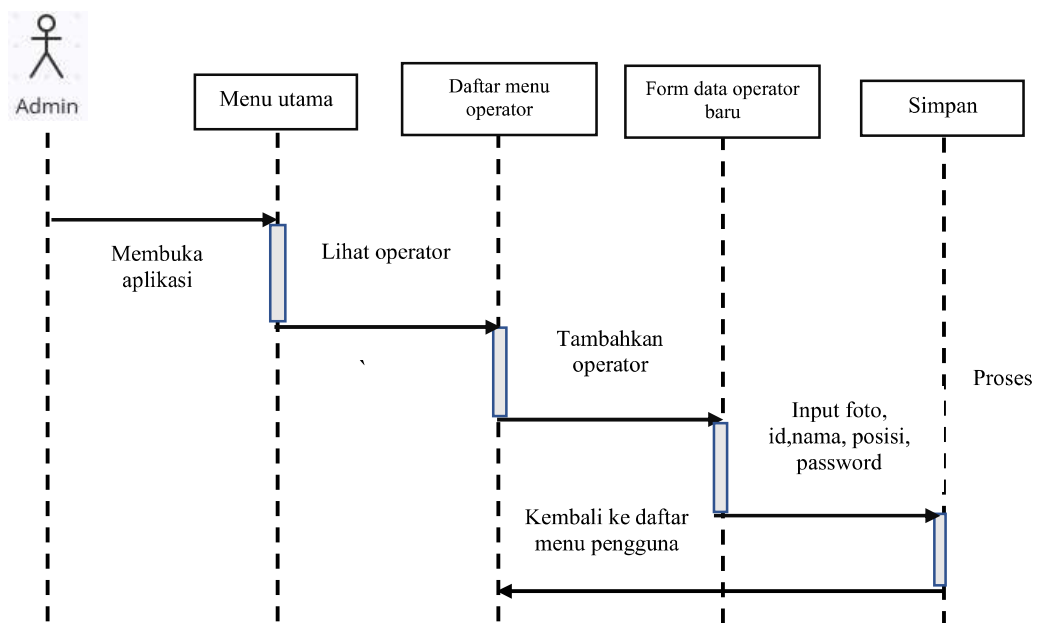 Admin
Menu utama
Daftar menu
operator
Form data operator
baru
Simpan
Membuka
aplikasi
Lihat operator
`
Tambahkan
operator
Proses
Input foto,
id,nama, posisi,
password
Kembali ke daftar
menu pengguna